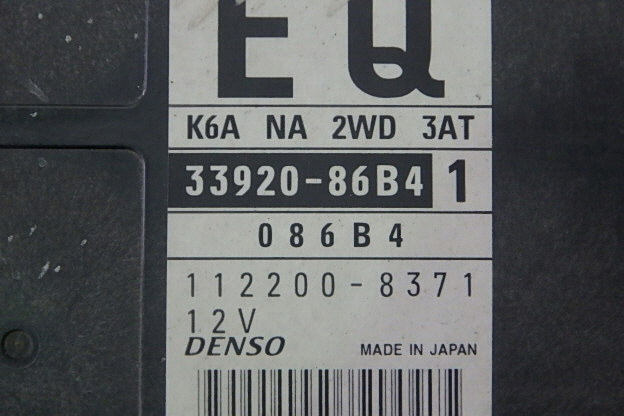 EQ
K6A NA 2WD 3AT
33920-86B4 1
086B4
112200-8371
12V
DENSO MADE IN JAPAN